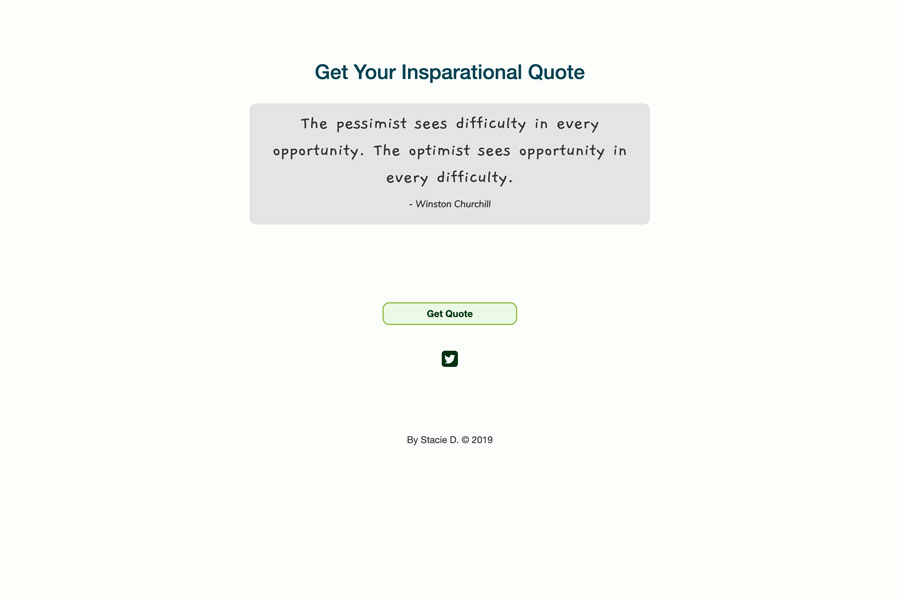 Get Your Insparational Quote
The pessimist sees difficulty in every
opportunity. The optimist sees opportunity in
every difficulty.
- Winston Churchill
Get Quote
By Stacie D. © 2019